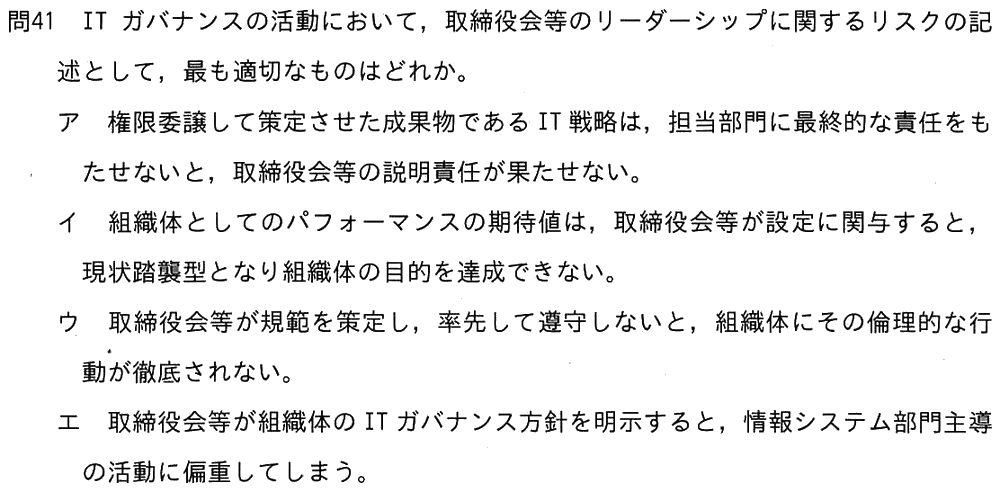 問41 IT ガバナンスの活動において，取締役会等のリーダーシップに関するリスクの記
述として，最も適切なものはどれか。
ア 権限委譲して策定させた成果物である IT 戦略は，担当部門に最終的な責任をも
たせないと，取締役会等の説明責任が果たせない。
イ 組織体としてのパフォーマンスの期待値は，取締役会等が設定に関与すると，
現状踏襲型となり組織体の目的を達成できない。
ウ 取締役会等が規範を策定し，率先して遵守しないと，組織体にその倫理的な行
動が徹底されない。
エ 取締役会等が組織体の IT ガバナンス方針を明示すると，情報システム部門主導
の活動に偏重してしまう。